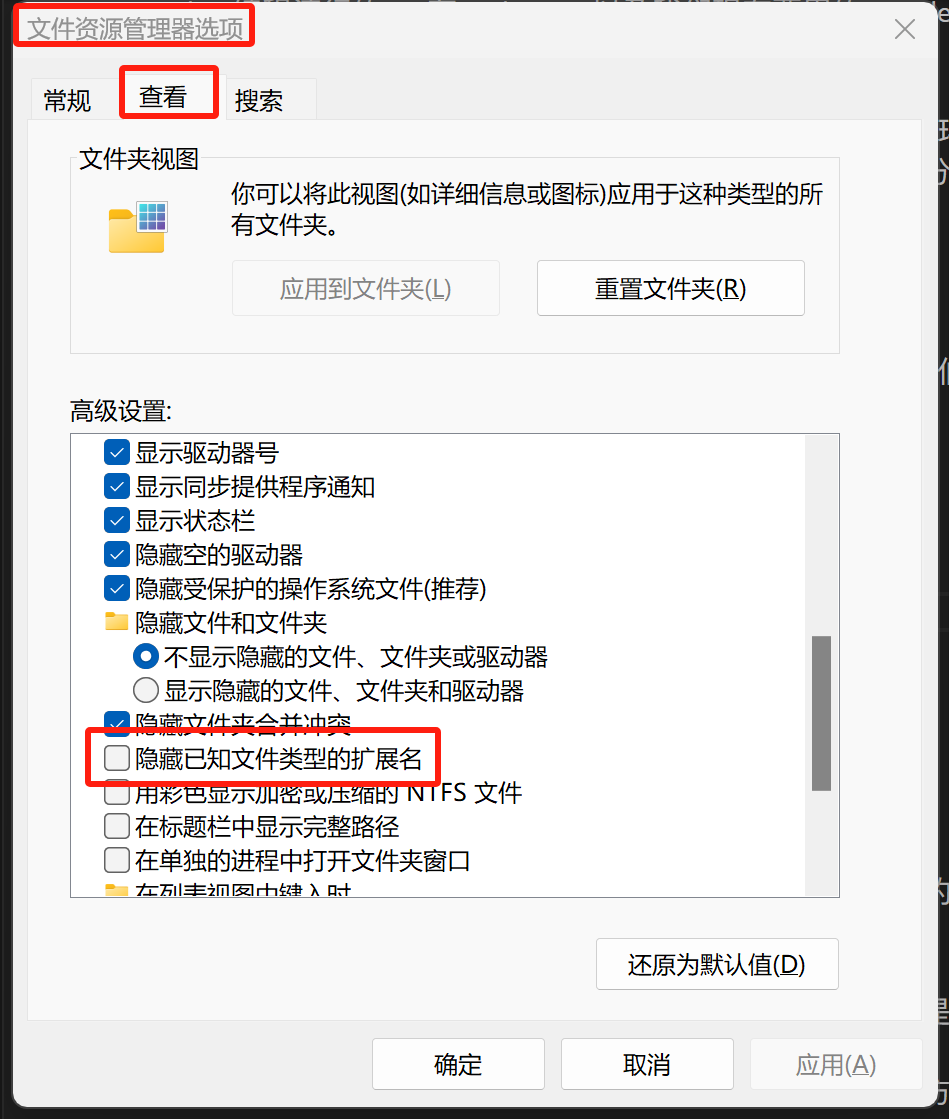 文件资源管理器选项
常规
查看
搜索
文件夹视图
你可以将此视图(如详细信息或图标)应用于这种类型的所
有文件夹。
应用到文件夹(L)
重置文件夹(R)
高级设置:
显示驱动器号
显示同步提供程序通知
显示状态栏
隐藏空的驱动器
隐藏受保护的操作系统文件(推荐)
隐藏文件和文件夹
不显示隐藏的文件、文件夹或驱动器
显示隐藏的文件、文件夹和驱动器
隐藏文件夹合并冲突
隐藏已知文件类型的扩展名
用彩色显示加密或压缩的 NTFS 文件
在标题栏中显示完整路径
在单独的进程中打开文件夹窗口
在列表视图中键入时
还原为默认值(D)
确定
取消
应用(A)